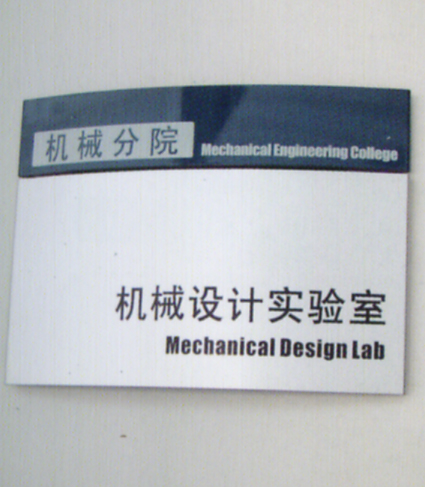 机械分院 Mechanical Engineering College
机械设计实验室
Mechanical Design Lab